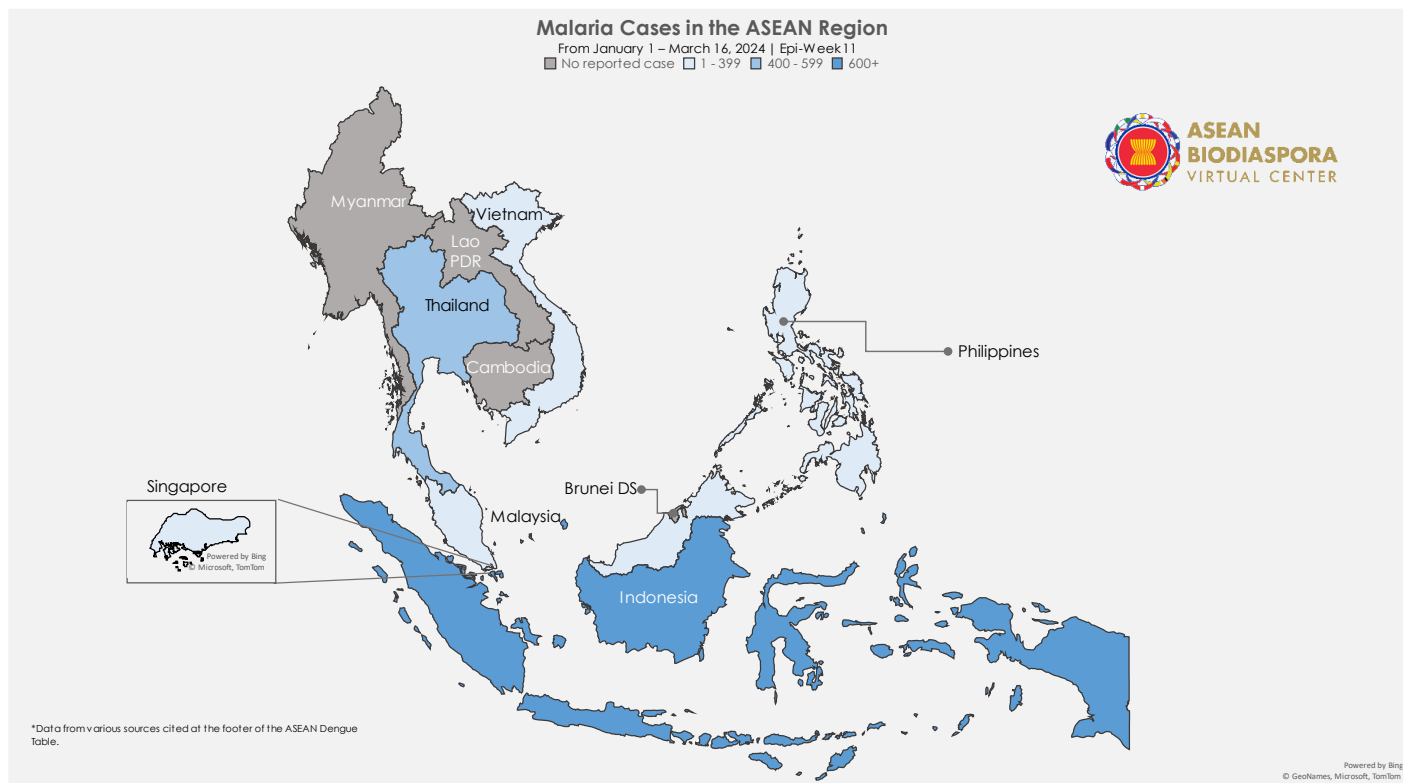 Malaria Cases in the ASEAN Region
From January 1 – March 16, 2024 | Epi-Week11
No reported case 1 - 399 400 - 599 600+
ASEAN
BIODIASPORA
VIRTUAL CENTER
Myanmar
Vietnam
Lao
PDR
Thailand
Cambodia
Philippines
Singapore
Brunei DS
Malaysia
Powered by Bing
© Microsoft, TomTom
Indonesia
*Data from various sources cited at the footer of the ASEAN Dengue
Table.
Powered by Bing
© GeoNames, Microsoft, TomTom